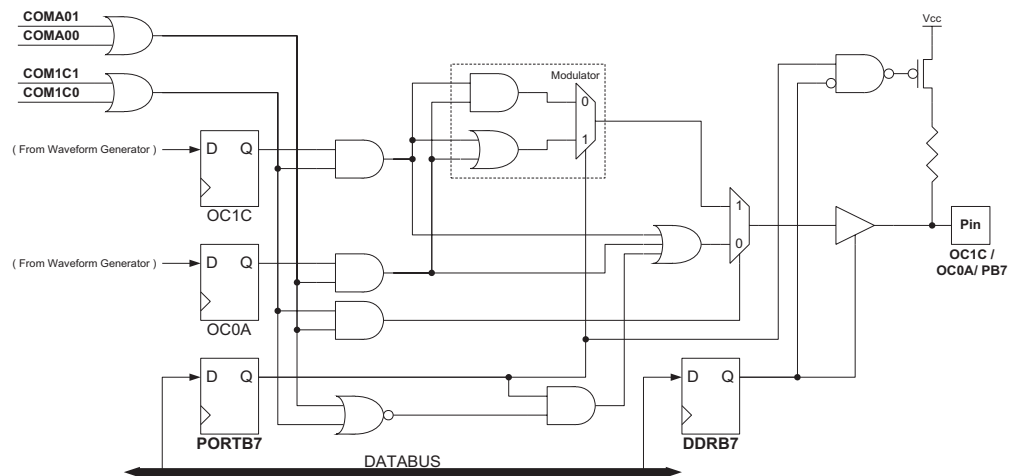 COMA01
COMA00
Vcc
COM1C1
COM1C0
Modulator
0
1
( From Waveform Generator )
D Q
OC1C
1
0
Pin
OC1C /
OC0A/ PB7
( From Waveform Generator )
D Q
OC0A
D Q
PORTB7
D Q
DDRB7
DATABUS